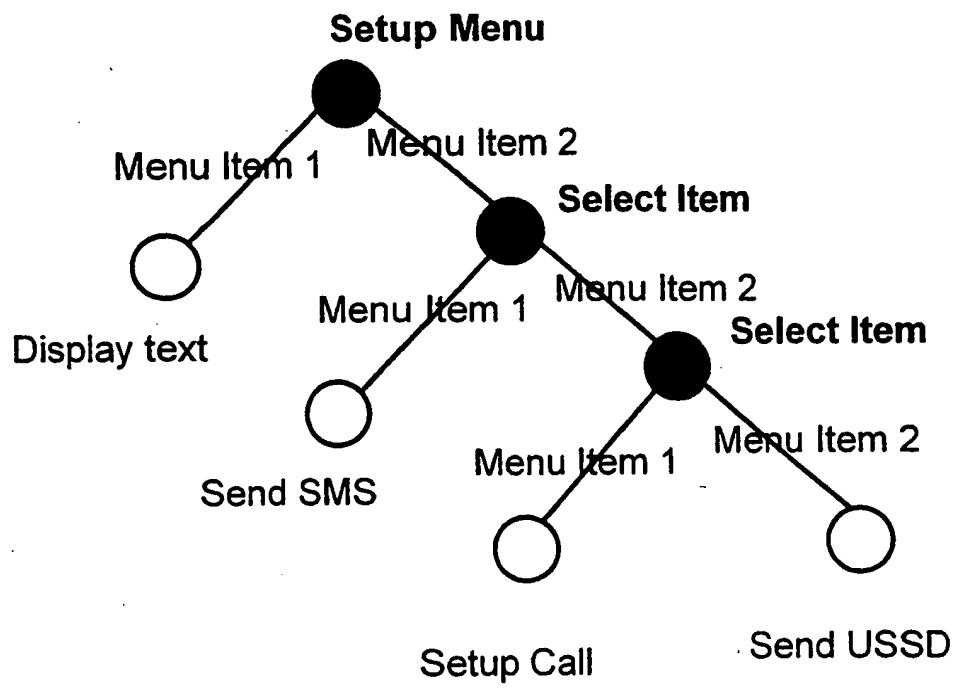 Setup Menu
Menu Item 1
Menu Item 2
Select Item
Menu Item 1
Menu Item 2
Display text
Select Item
Menu Item 1
Menu Item 2
Send SMS
Setup Call
Send USSD